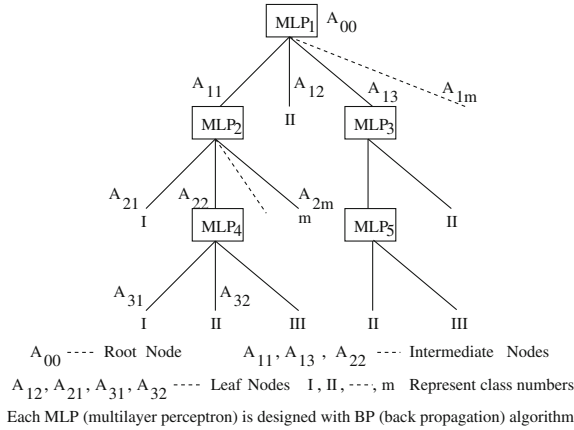 MLP1 A00
A11 A12 A13 A1m
MLP2 II MLP3
A21 A22 A2m
I m II
MLP4 MLP5
A31 A32
I II III II III
A00 ---- Root Node A11, A13 , A22 ---- Intermediate Nodes
A12, A21, A31, A32 ---- Leaf Nodes I, II, ----, m Represent class numbers
Each MLP (multilayer perceptron) is designed with BP (back propagation) algorithm